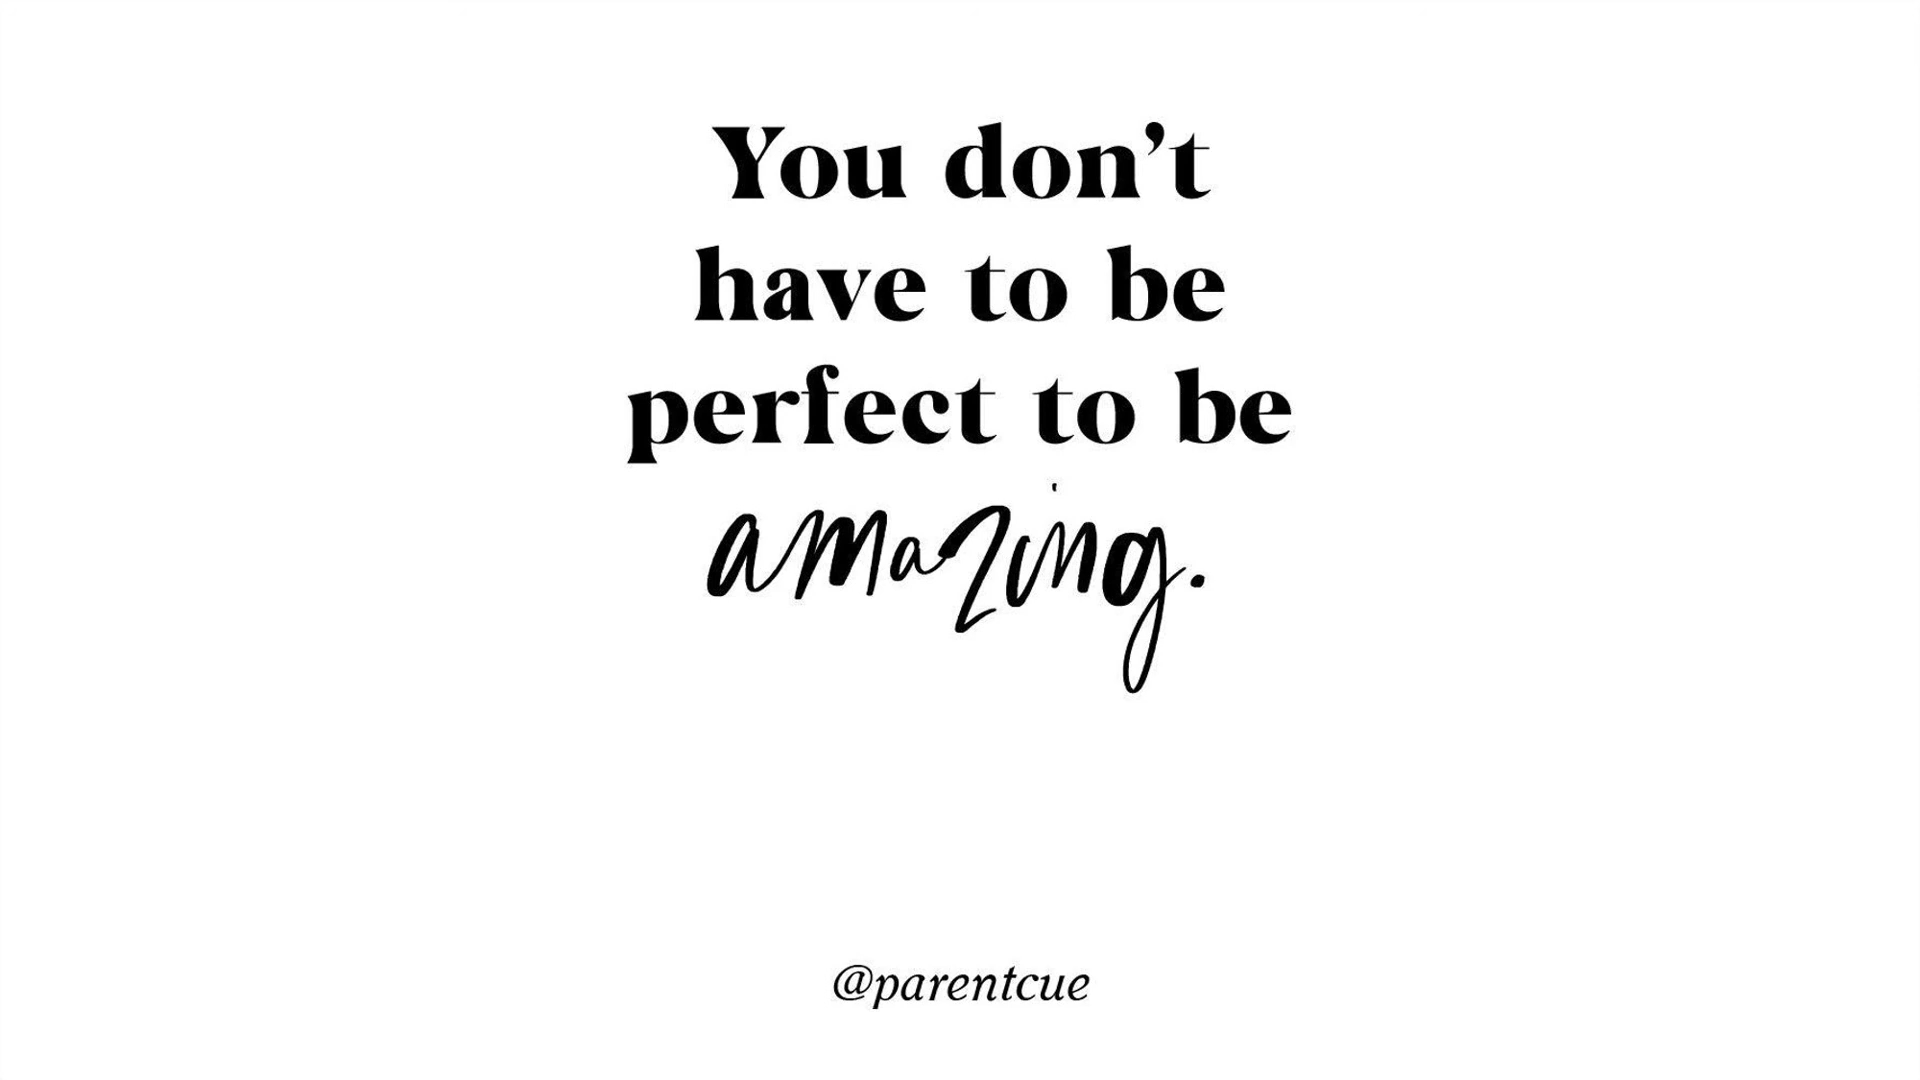 You don’t
have to be
perfect to be
amazing.
@parentcue